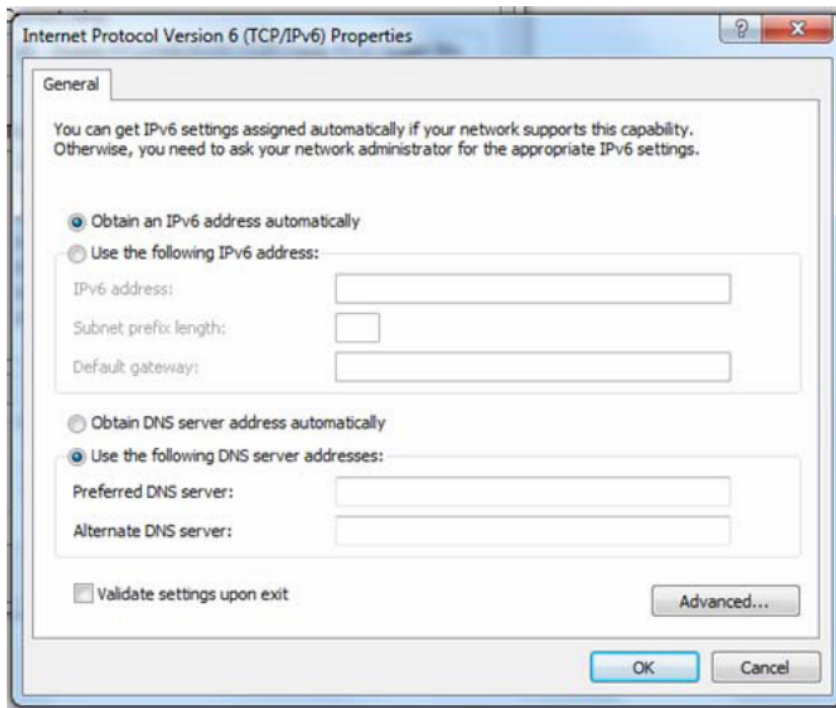 Internet Protocol Version 6 (TCP/IPv6) Properties
General
You can get IPv6 settings assigned automatically if your network supports this capability.
Otherwise, you need to ask your network administrator for the appropriate IPv6 settings.
Obtain an IPv6 address automatically
Use the following IPv6 address:
IPv6 address:
Subnet prefix length:
Default gateway:
Obtain DNS server address automatically
Use the following DNS server addresses:
Preferred DNS server:
Alternate DNS server:
Validate settings upon exit
Advanced...
OK
Cancel